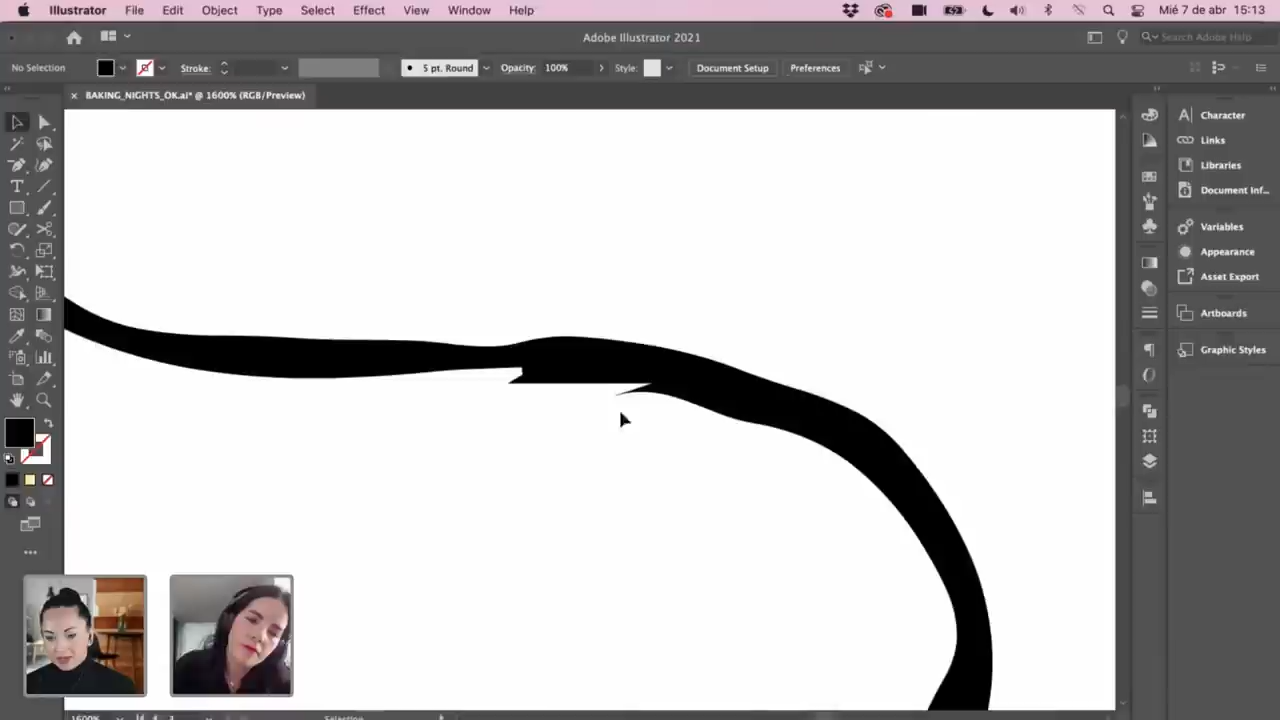 Illustrator File Edit Object Type Select Effect View Window Help Mié 7 de abr 15:13
Adobe Illustrator 2021 Search Adobe Help
No Selection Stroke: 5 pt. Round Opacity: 100% Style: Document Setup Preferences
× BAKING_NIGHTS_OK.ai* @ 1600% (RGB/Preview)
Character
Links
Libraries
Document Inf...
Variables
Appearance
Asset Export
Artboards
Graphic Styles
1600% 3 Selecting